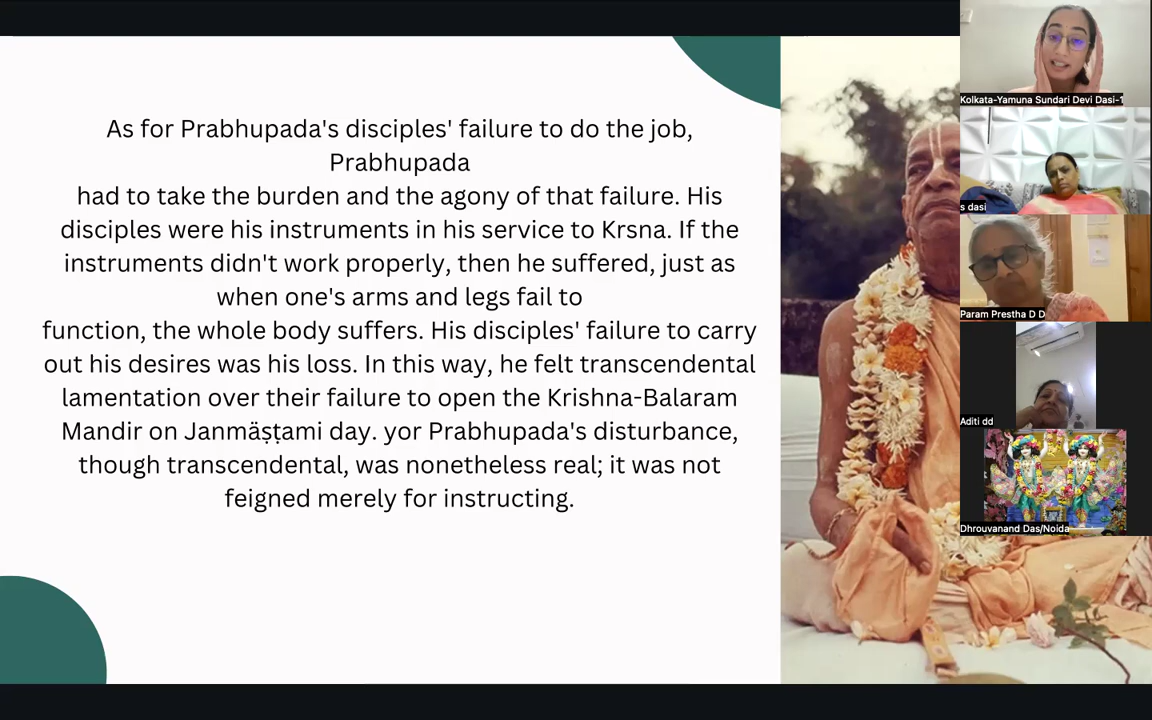 As for Prabhupada's disciples' failure to do the job,
Prabhupada
had to take the burden and the agony of that failure. His
disciples were his instruments in his service to Krsna. If the
instruments didn't work properly, then he suffered, just as
when one's arms and legs fail to
function, the whole body suffers. His disciples' failure to carry
out his desires was his loss. In this way, he felt transcendental
lamentation over their failure to open the Krishna-Balaram
Mandir on Janmäṣṭami day. yor Prabhupada's disturbance,
though transcendental, was nonetheless real; it was not
feigned merely for instructing.
Kolkata-Yamuna Sundari Devi Dasi-1
s dasi
Param Prestha D D
Aditi dd
Dhrouvanand Das/Noida